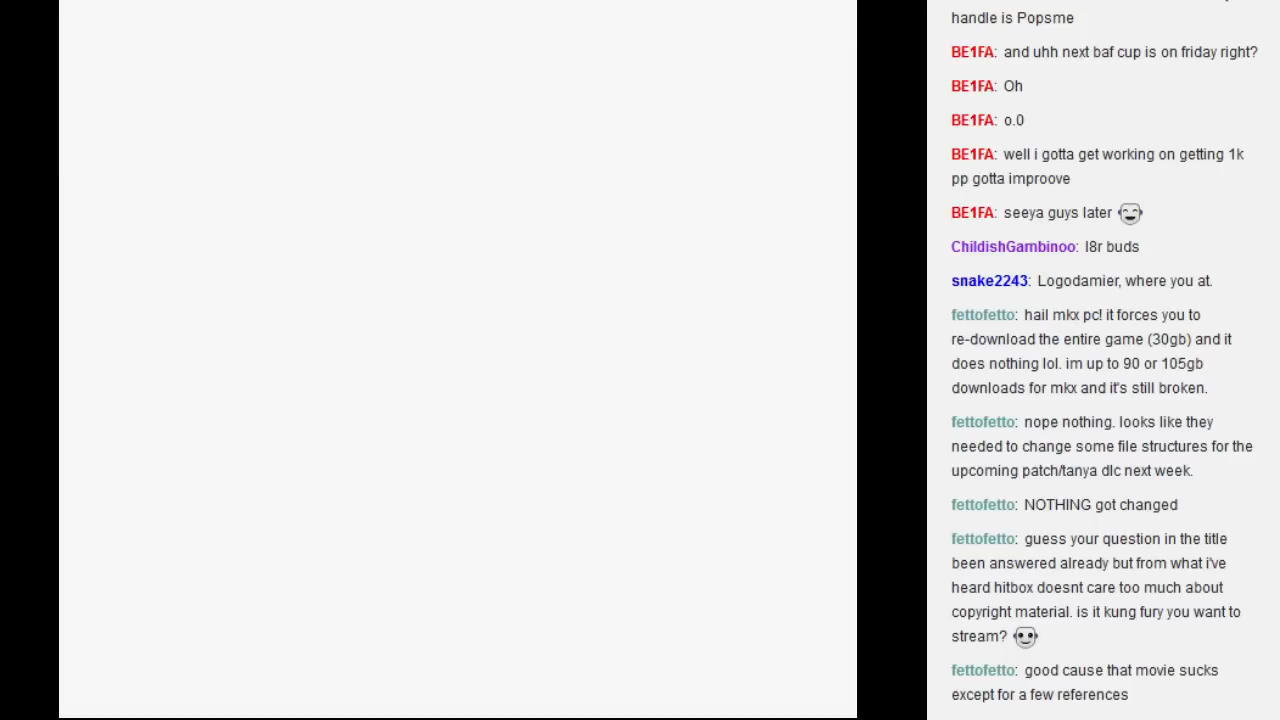 handle is Popsme
BE1FA: and uhh next baf cup is on friday right?
BE1FA: Oh
BE1FA: o.0
BE1FA: well i gotta get working on getting 1k
pp gotta improove
BE1FA: seeya guys later
ChildishGambinoo: l8r buds
snake2243: Logodamier, where you at.
fettofetto: hail mkx pc! it forces you to
re-download the entire game (30gb) and it
does nothing lol. im up to 90 or 105gb
downloads for mkx and it's still broken.
fettofetto: nope nothing. looks like they
needed to change some file structures for the
upcoming patch/tanya dlc next week.
fettofetto: NOTHING got changed
fettofetto: guess your question in the title
been answered already but from what i've
heard hitbox doesnt care too much about
copyright material. is it kung fury you want to
stream?
fettofetto: good cause that movie sucks
except for a few references